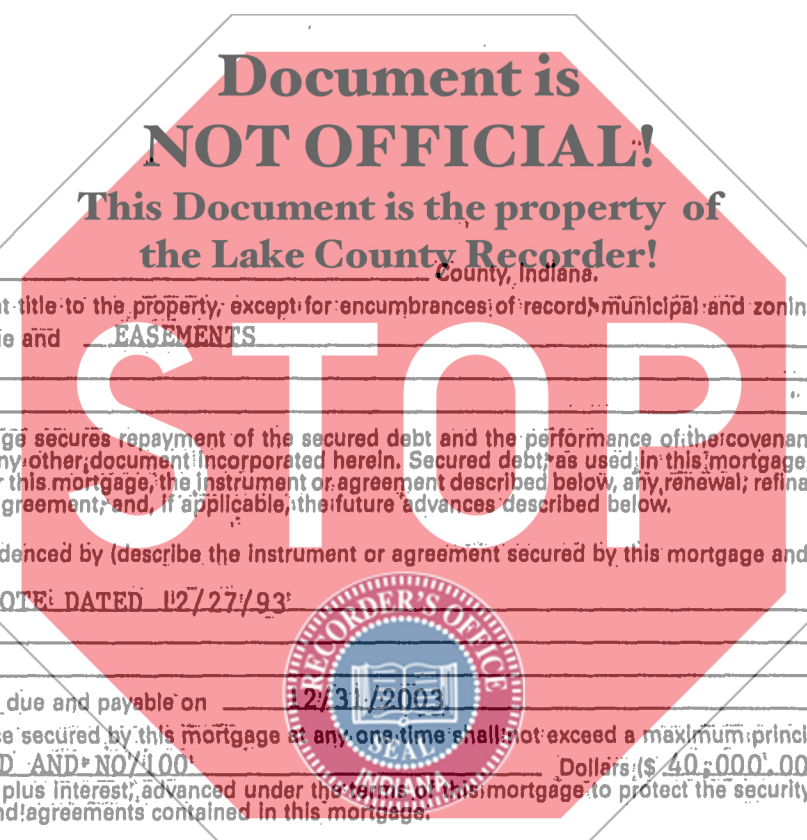 Document is
NOT OFFICIAL!
This Document is the property of
the Lake County Recorder!
County, Indiana.
t title to the property, except for encumbrances of record, municipal and zonin
e and EASEMENTS
STOP
ge secures repayment of the secured debt and the performance of the covenan
ny other document incorporated herein. Secured debt, as used in this mortgage
r this mortgage, the instrument or agreement described below, any renewal, refina
greement, and, if applicable, the future advances described below.
denced by (describe the instrument or agreement secured by this mortgage and
OTE DATED 12/27/93
RECORDER'S OFFICE
due and payable on 12/31/2003
SEAL
INDIANA
e secured by this mortgage at any one time shall not exceed a maximum princi
D AND NO/100 Dollars ($ 40,000.00
plus interest, advanced under the terms of this mortgage to protect the security
nd agreements contained in this mortgage.